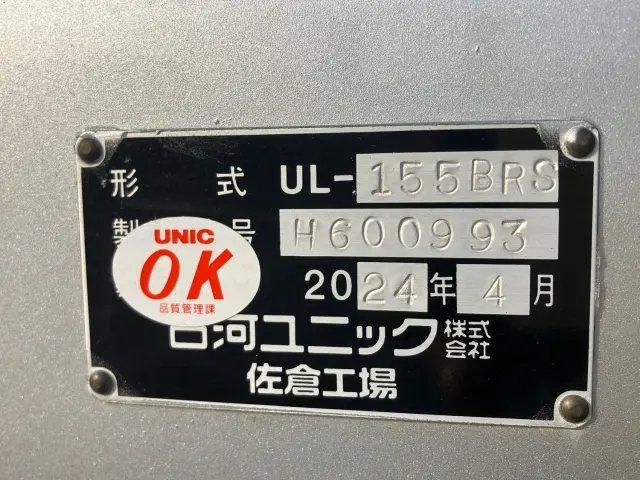 形 式 UL-155BRS
製 号 H600993
2024年4月
UNIC
OK
品質管理課
古河ユニック株式会社
佐倉工場